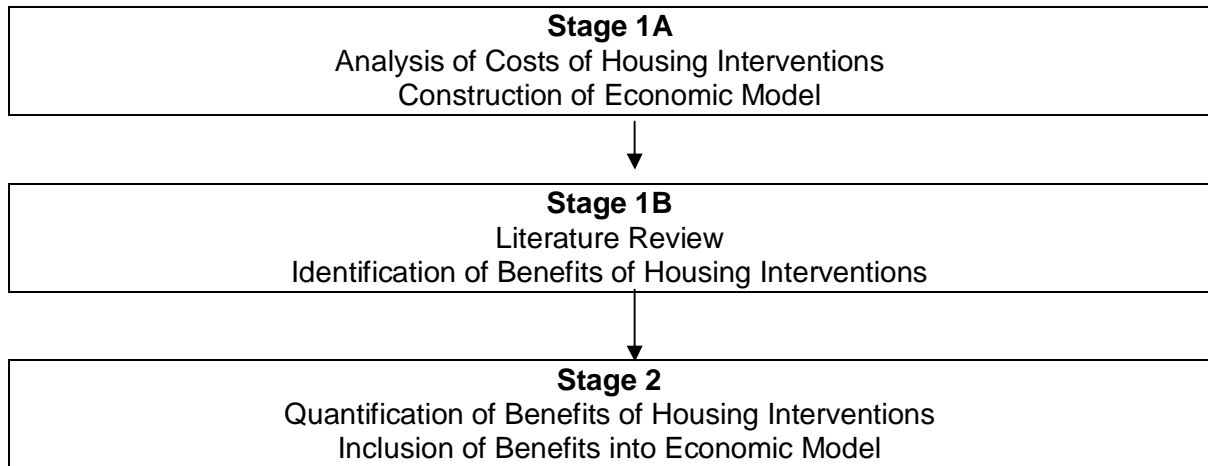 Stage 1A
Analysis of Costs of Housing Interventions
Construction of Economic Model
Stage 1B
Literature Review
Identification of Benefits of Housing Interventions
Stage 2
Quantification of Benefits of Housing Interventions
Inclusion of Benefits into Economic Model